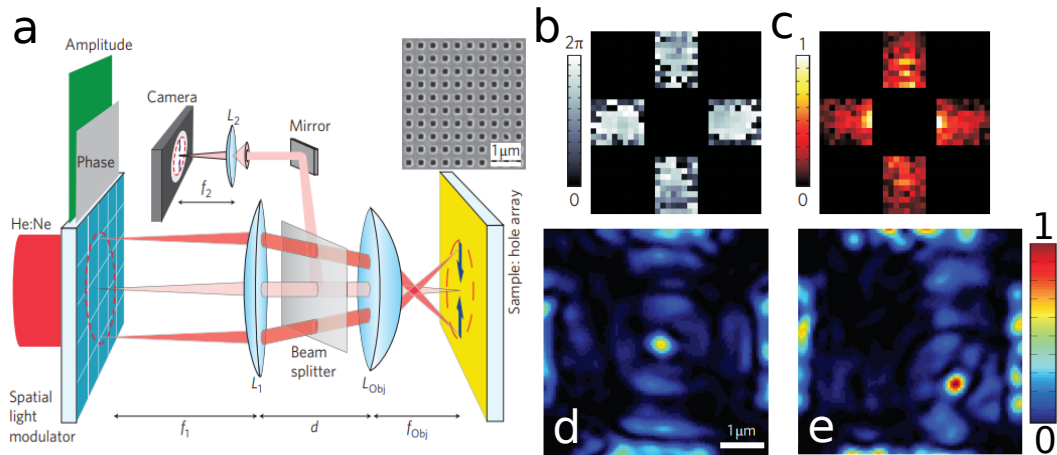 a
Amplitude
Phase
He:Ne
Spatial
light
modulator
Camera
L2
f2
Mirror
1μm
L1
Beam
splitter
LObj
f1
d
fObj
Sample: hole array
b
2π
0
c
1
0
d
1μm
e
1
0